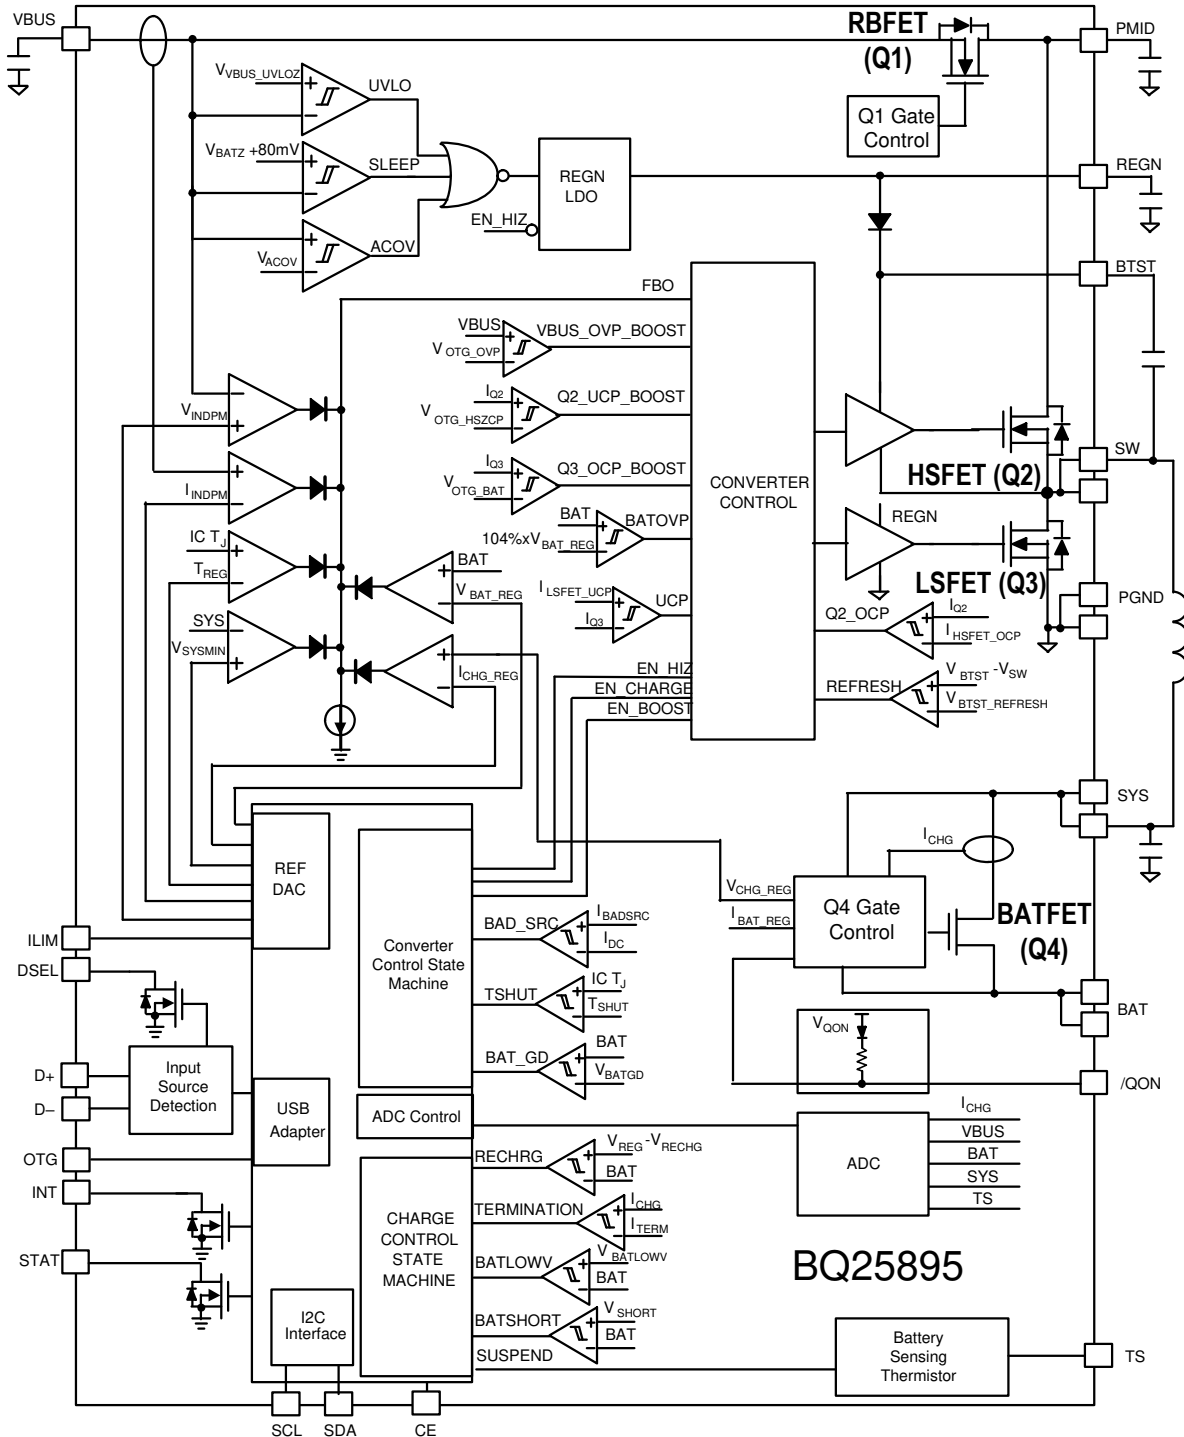 VBUS
RBFET
(Q1)
PMID
V VBUS_UVLOZ
UVLO
Q1 Gate
Control
VBATZ +80mV
SLEEP
REGN
LDO
REGN
EN_HIZ
ACOV
VACOV
BTST
FBO
VBUS
V OTG_OVP
VBUS_OVP_BOOST
IQ2
V OTG_HSZCP
Q2_UCP_BOOST
VINDPM
SW
IQ3
VOTG_BAT
Q3_OCP_BOOST
IINDPM
CONVERTER
CONTROL
HSFET (Q2)
BAT
104%xVBAT_REG
BATOVP
REGN
IC TJ
TREG
BAT
V BAT_REG
LSFET (Q3)
I LSFET_UCP
IQ3
UCP
PGND
Q2_OCP
IQ2
IHSFET_OCP
SYS
VSYSMIN
ICHG_REG
EN_HIZ
EN_CHARGE
EN_BOOST
REFRESH
VBTST -VSW
VBTST_REFRESH
SYS
ICHG
REF
DAC
VCHG_REG
IBAT_REG
Q4 Gate
Control
BATFET
(Q4)
ILIM
DSEL
Converter
Control State
Machine
BAD_SRC
IBADSRC
IDC
TSHUT
IC TJ
TSHUT
BAT
VQON
BAT_GD
BAT
VBATGD
D+
D–
Input
Source
Detection
/QON
USB
Adapter
ADC Control
ICHG
VBUS
BAT
SYS
TS
ADC
OTG
INT
STAT
CHARGE
CONTROL
STATE
MACHINE
RECHRG
VREG -VRECHG
BAT
TERMINATION
ICHG
ITERM
BATLOWV
VBATLOWV
BAT
BQ25895
I2C
Interface
BATSHORT
VSHORT
BAT
SUSPEND
Battery
Sensing
Thermistor
TS
SCL
SDA
CE